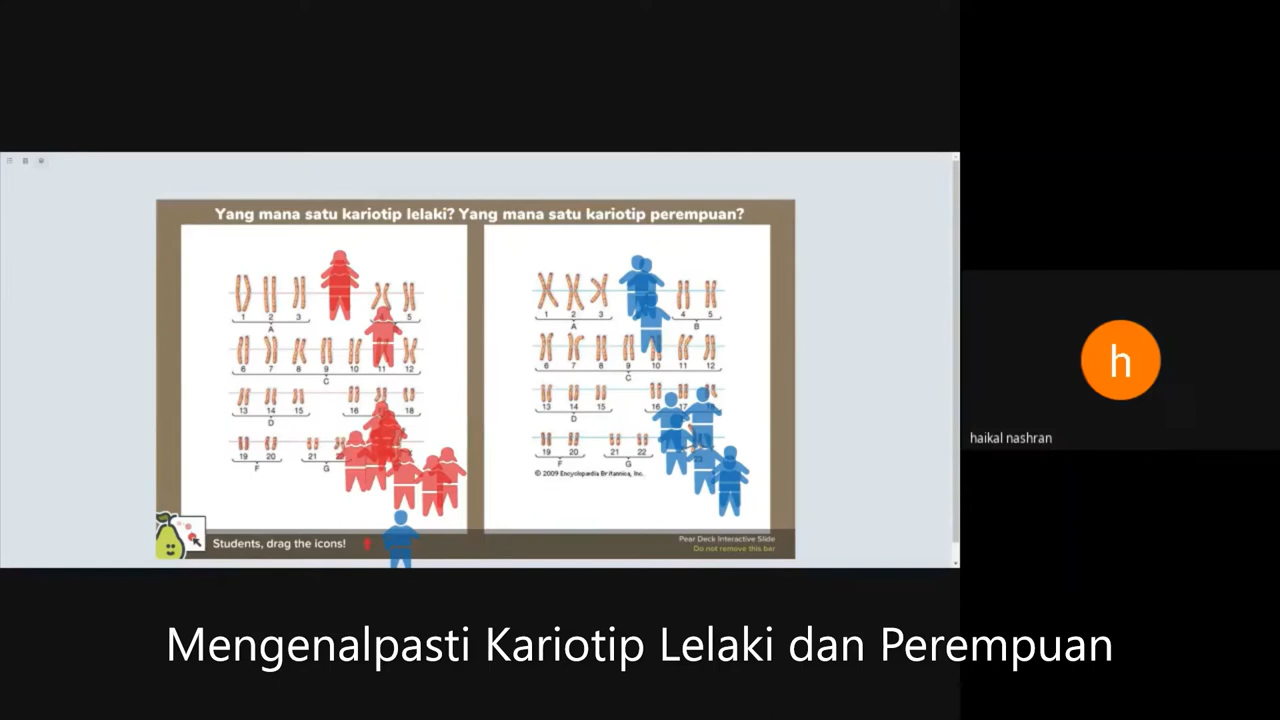 Yang mana satu kariotip lelaki? Yang mana satu kariotip perempuan?
1 2 3 5
A
6 7 8 9 10 11 12
C
13 14 15 16 18
D
19 20 21 22
F G
1 2 3 4 5
A B
6 7 8 9 10 11 12
C
13 14 15 16 17 18
D
19 20 21 22
F G
© 2009 Encyclopædia Britannica, Inc.
Students, drag the icons!
Pear Deck Interactive Slide
Do not remove this bar
h
haikal nashran
Mengenalpasti Kariotip Lelaki dan Perempuan